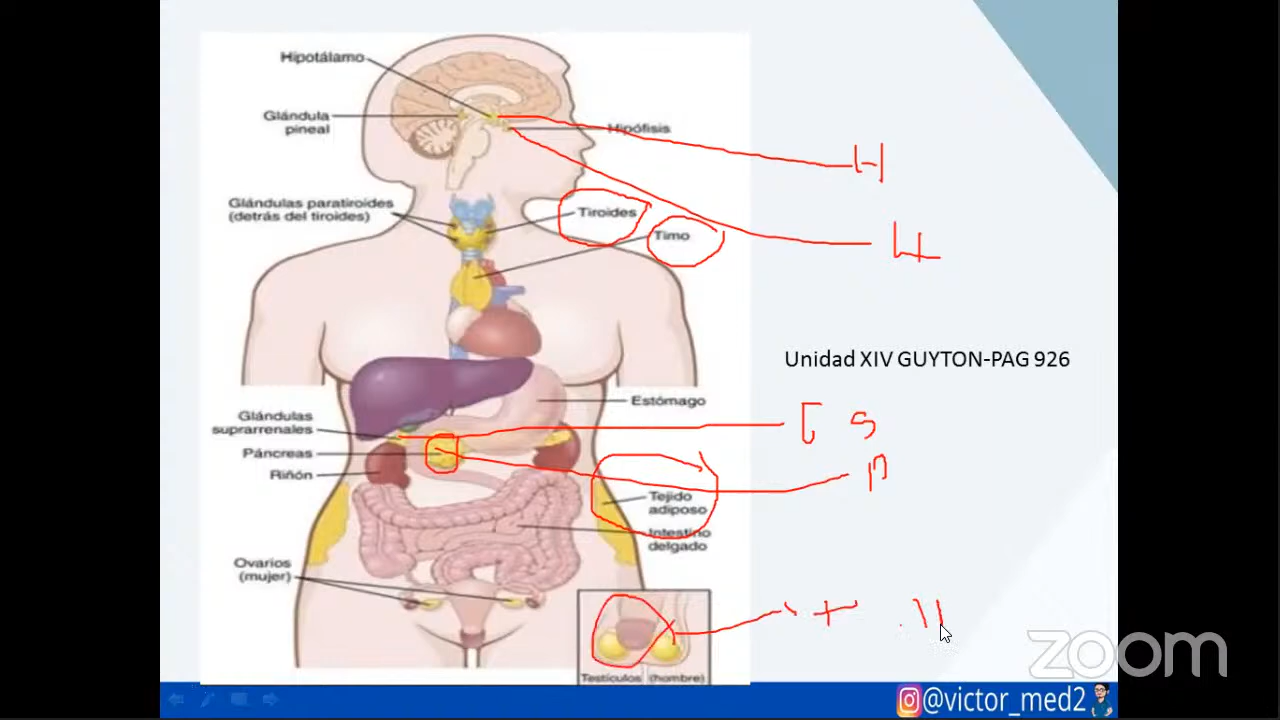 Hipotálamo
Glándula
pineal
Hipófisis
Glándulas paratiroides
(detrás del tiroides)
Tiroides
Timo
H
Unidad XIV GUYTON-PAG 926
Estómago
Glándulas
suprarrenales
Páncreas
Riñón
Tejido
adiposo
Intestino
delgado
Ovarios
(mujer)
Testículos (hombre)
zoom
@victor_med2